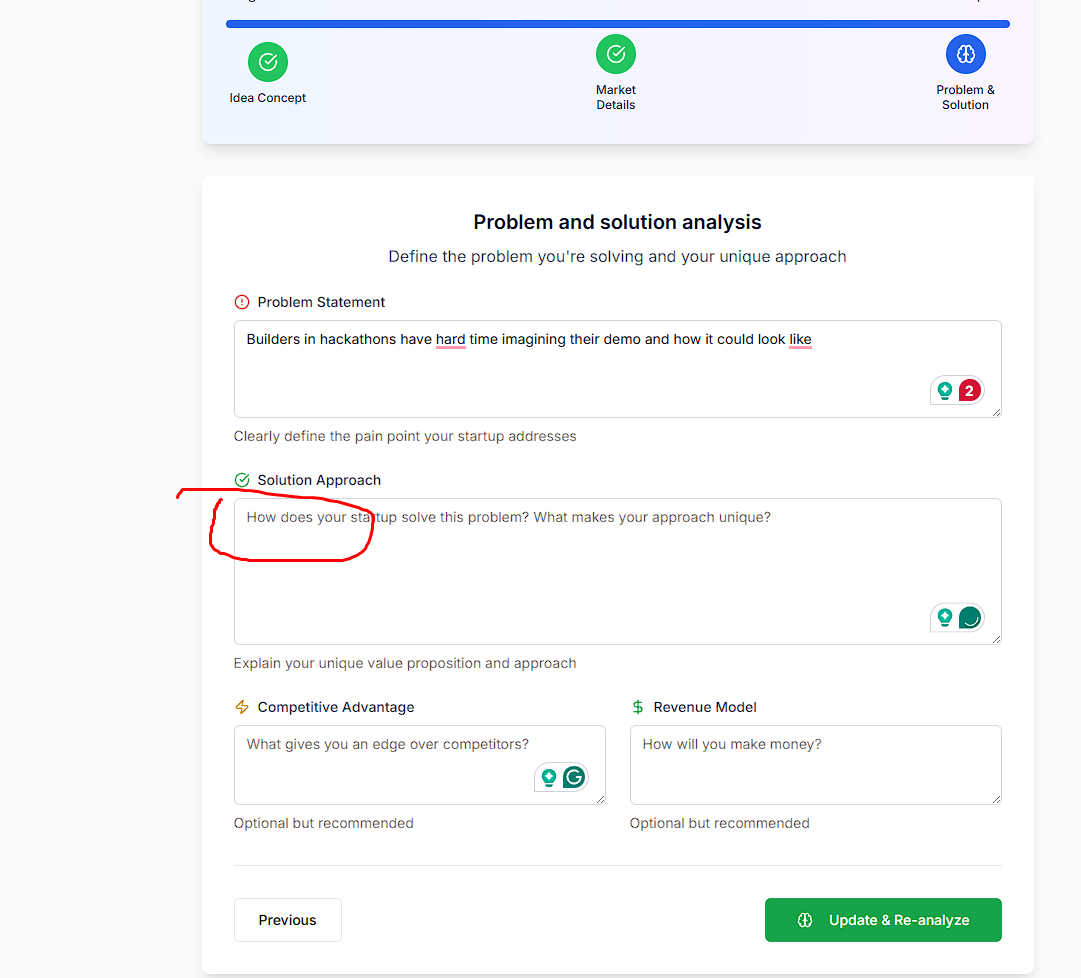 Idea Concept
Market
Details
Problem &
Solution
Problem and solution analysis
Define the problem you're solving and your unique approach
Problem Statement
Builders in hackathons have hard time imagining their demo and how it could look like
2
Clearly define the pain point your startup addresses
Solution Approach
How does your startup solve this problem? What makes your approach unique?
Explain your unique value proposition and approach
Competitive Advantage
$ Revenue Model
What gives you an edge over competitors?
How will you make money?
Optional but recommended
Optional but recommended
Previous
Update & Re-analyze